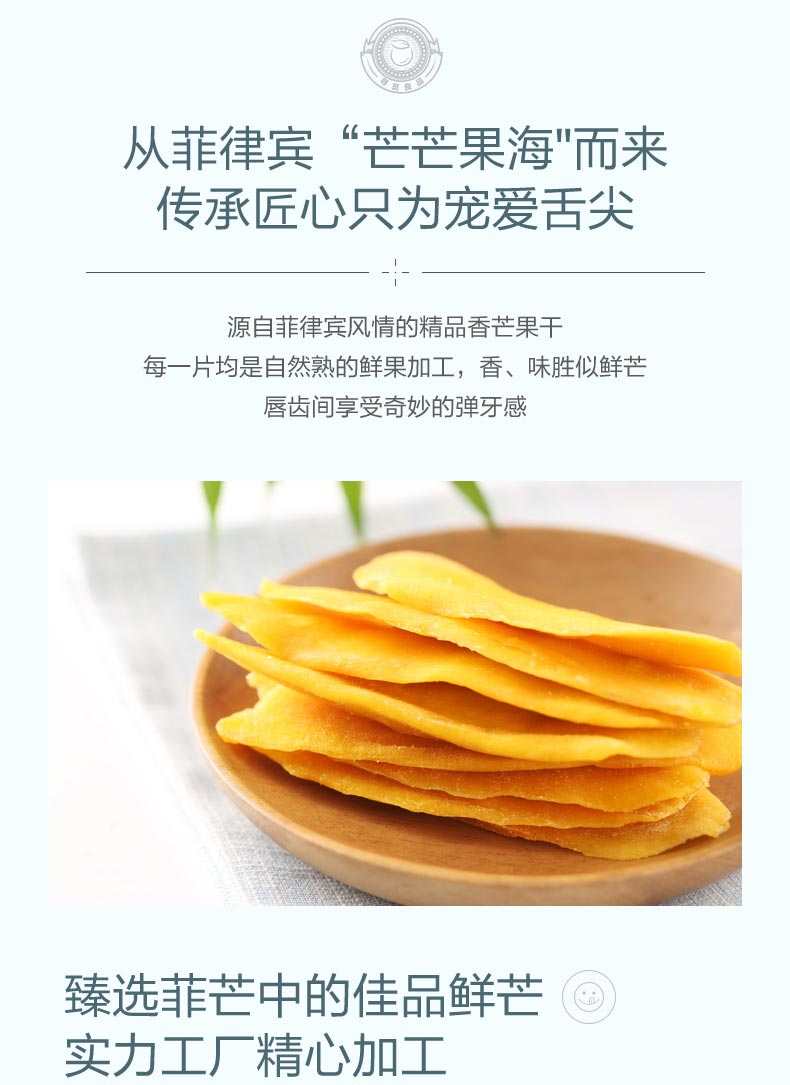 从菲律宾“芒芒果海"而来
传承匠心只为宠爱舌尖
源自菲律宾风情的精品香芒果干
每一片均是自然熟的鲜果加工，香、味胜似鲜芒
唇齿间享受奇妙的弹牙感
臻选菲芒中的佳品鲜芒
实力工厂精心加工